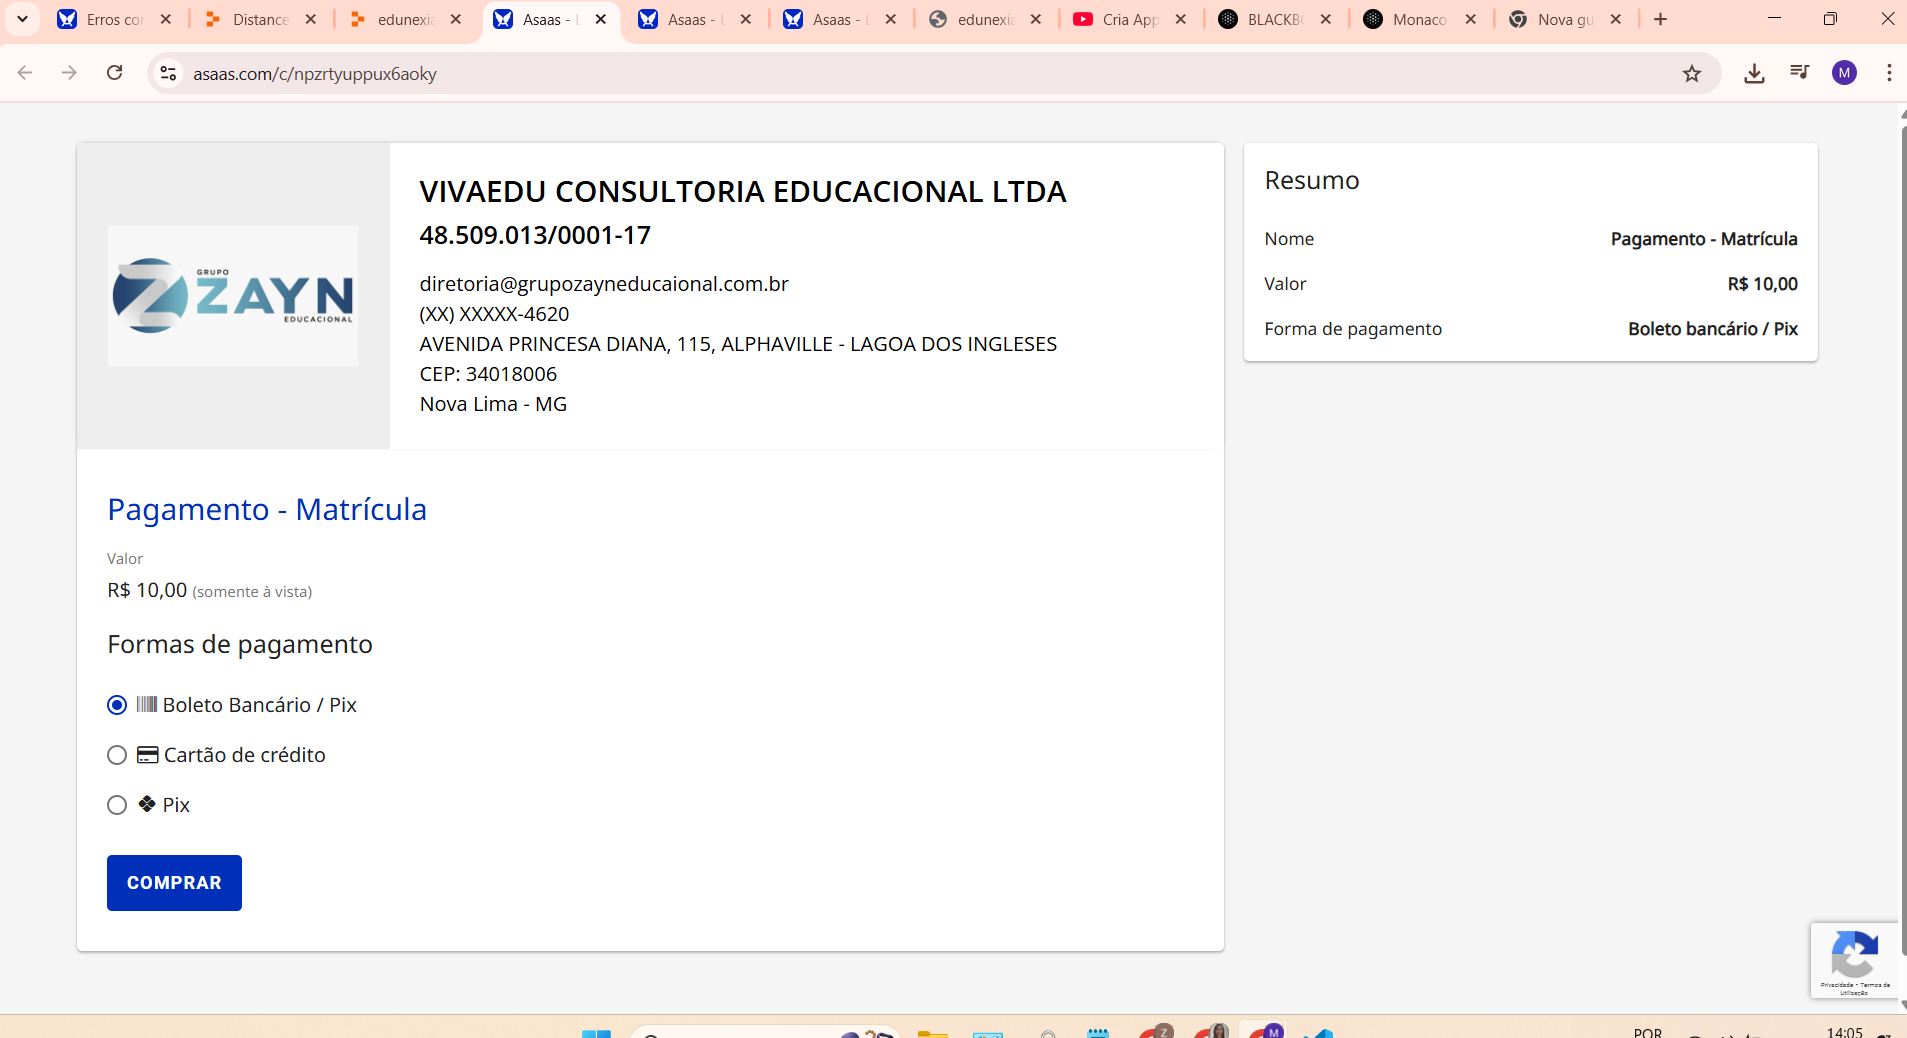 Erros co
Distance
edunexia
Asaas - L
Asaas - L
Asaas - L
edunexia
Cria App
BLACKB
Monaco
Nova gu
asaas.com/c/npzrtyuppux6aoky
M
GRUPO
ZAYN
EDUCACIONAL
VIVAEDU CONSULTORIA EDUCACIONAL LTDA
48.509.013/0001-17
diretoria@grupozayneducaional.com.br
(XX) XXXXX-4620
AVENIDA PRINCESA DIANA, 115, ALPHAVILLE - LAGOA DOS INGLESES
CEP: 34018006
Nova Lima - MG
Resumo
Nome Pagamento - Matrícula
Valor R$ 10,00
Forma de pagamento Boleto bancário / Pix
Pagamento - Matrícula
Valor
R$ 10,00 (somente à vista)
Formas de pagamento
Boleto Bancário / Pix
Cartão de crédito
Pix
COMPRAR
Privacidade - Termos de
Utilização
Z
M
POR
14:05